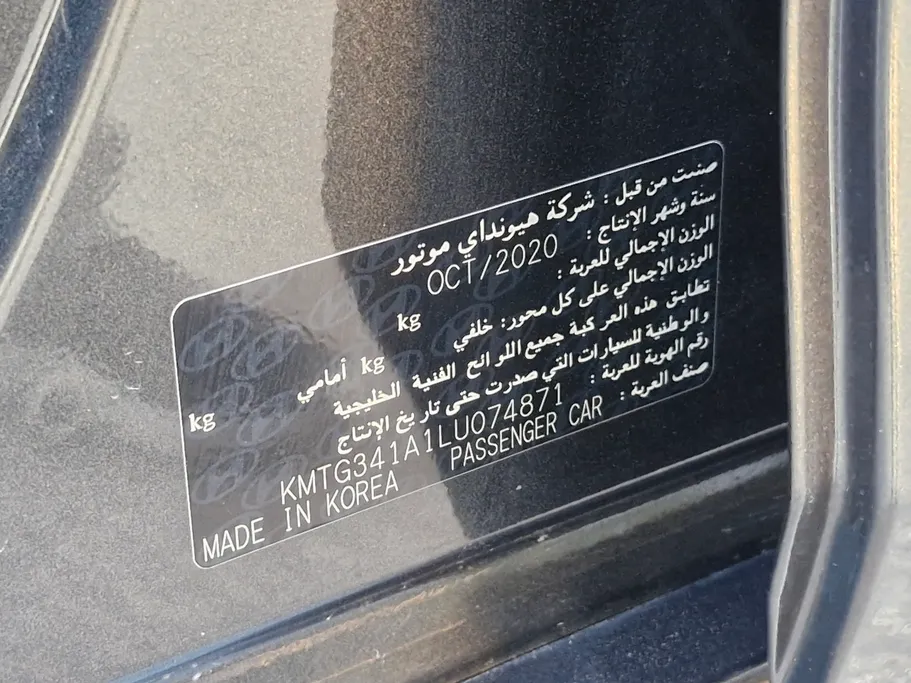 صنعت من قبل : شركة هيونداي موتور
سنة وشهر الإنتاج : OCT/2020
الوزن الإجمالي للعربة : kg
الوزن الإجمالي على كل محور: خلفي kg أمامي kg
تطابق هذه العركبة جميع اللوائح الفنية الخليجية
والوطنية للسيارات التي صدرت حتى تاريخ الإنتاج
رقم الهوية للعربة : KMTG341A1LU074871
صنف العربة : PASSENGER CAR
MADE IN KOREA